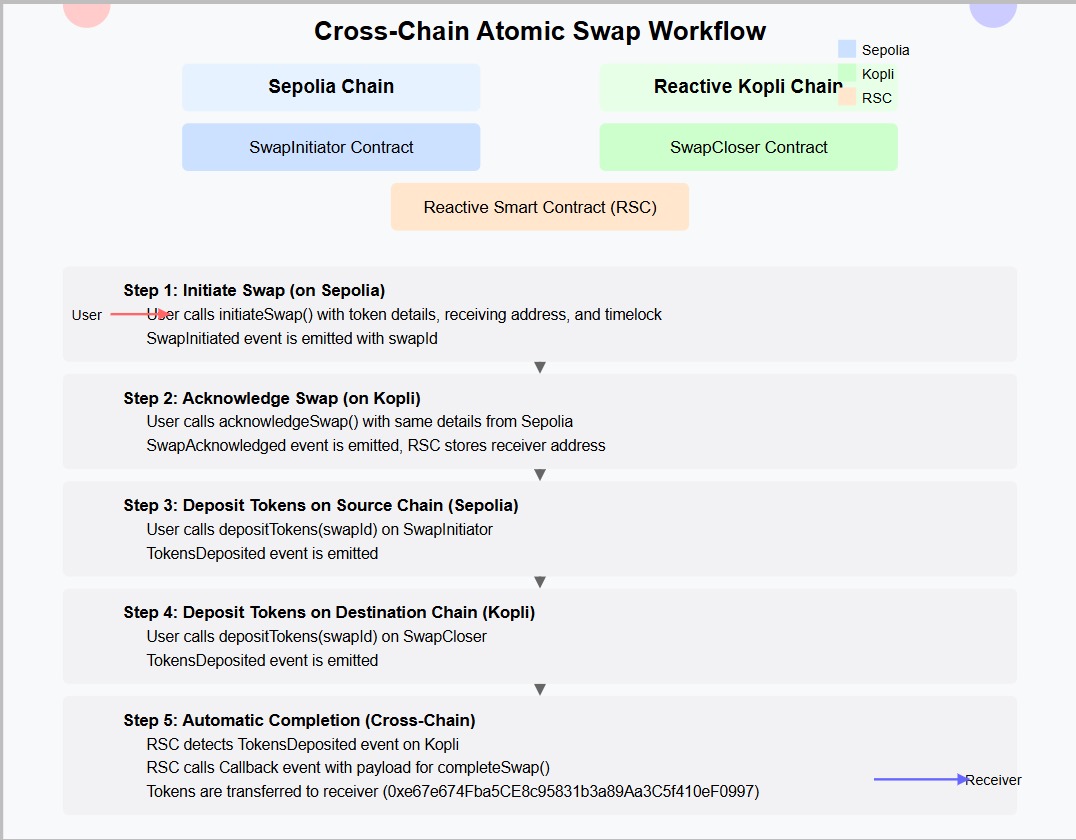 Cross-Chain Atomic Swap Workflow
Sepolia
Kopli
RSC
Sepolia Chain
Reactive Kopli Chain
SwapInitiator Contract
SwapCloser Contract
Reactive Smart Contract (RSC)
Step 1: Initiate Swap (on Sepolia)
User
User calls initiateSwap() with token details, receiving address, and timelock
SwapInitiated event is emitted with swapId
Step 2: Acknowledge Swap (on Kopli)
User calls acknowledgeSwap() with same details from Sepolia
SwapAcknowledged event is emitted, RSC stores receiver address
Step 3: Deposit Tokens on Source Chain (Sepolia)
User calls depositTokens(swapId) on SwapInitiator
TokensDeposited event is emitted
Step 4: Deposit Tokens on Destination Chain (Kopli)
User calls depositTokens(swapId) on SwapCloser
TokensDeposited event is emitted
Step 5: Automatic Completion (Cross-Chain)
RSC detects TokensDeposited event on Kopli
RSC calls Callback event with payload for completeSwap()
Receiver
Tokens are transferred to receiver (0xe67e674Fba5CE8c95831b3a89Aa3C5f410eF0997)